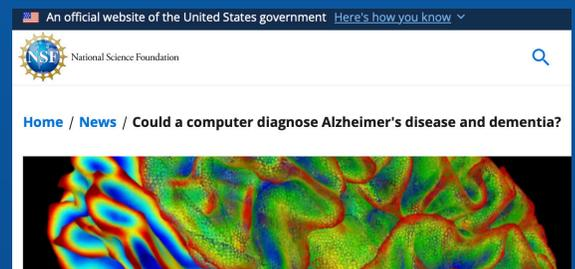 An official website of the United States government Here's how you know
NSF National Science Foundation
Home / News / Could a computer diagnose Alzheimer's disease and dementia?